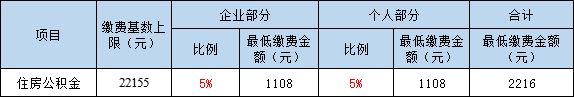 项目
缴费基数上
限（元）
企业部分
个人部分
合计
比例
最低缴费金
额（元）
比例
最低缴费金
额（元）
最低缴费金额
（元）
住房公积金 22155 5% 1108 5% 1108 2216